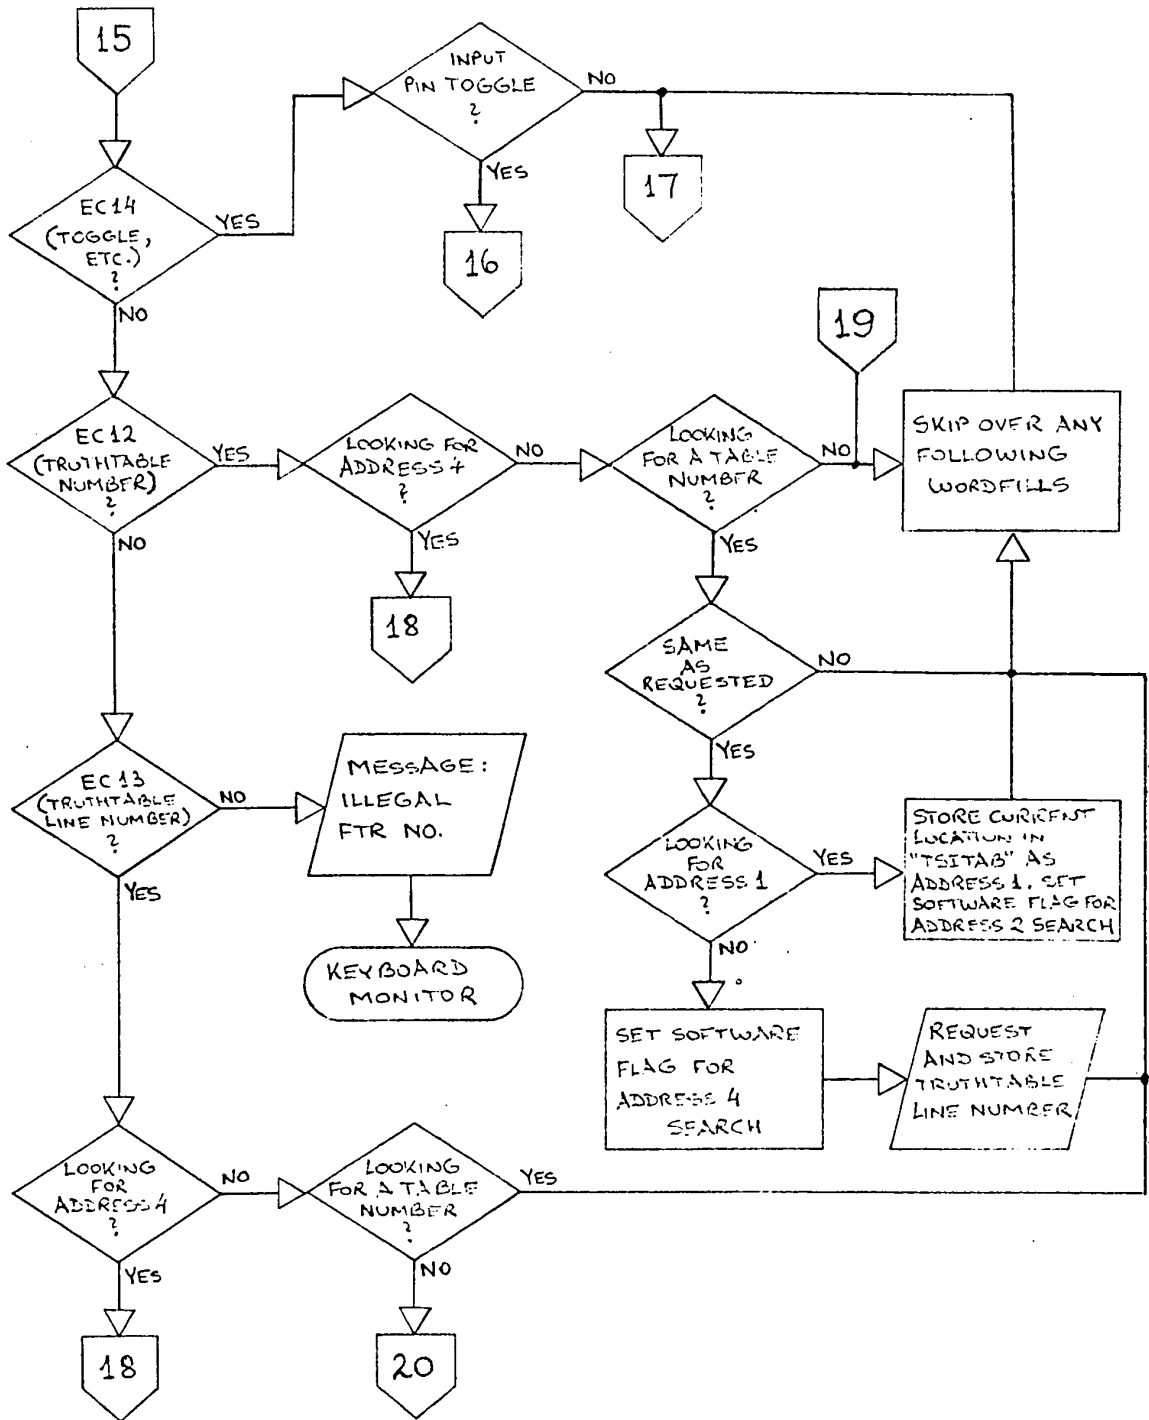 15
INPUT
PIN TOGGLE
?
NO
YES
17
16
EC14
(TOGGLE,
ETC.)
?
YES
NO
19
EC12
(TRUTHTABLE
NUMBER)
?
YES
NO
LOOKING FOR
ADDRESS 4
?
NO
YES
18
LOOKING
FOR A TABLE
NUMBER
?
NO
YES
SKIP OVER ANY
FOLLOWING
WORDFILLS
SAME
AS
REQUESTED
?
NO
YES
EC13
(TRUTHTABLE
LINE NUMBER)
?
NO
YES
MESSAGE:
ILLEGAL
FTR NO.
KEYBOARD
MONITOR
LOOKING
FOR
ADDRESS 1
?
YES
NO
STORE CURRENT
LOCATION IN
"TSITAB" AS
ADDRESS 1. SET
SOFTWARE FLAG FOR
ADDRESS 2 SEARCH
SET SOFTWARE
FLAG FOR
ADDRESS 4
SEARCH
REQUEST
AND STORE
TRUTHTABLE
LINE NUMBER
LOOKING
FOR
ADDRESS 4
?
NO
YES
18
LOOKING
FOR A TABLE
NUMBER
?
YES
NO
20